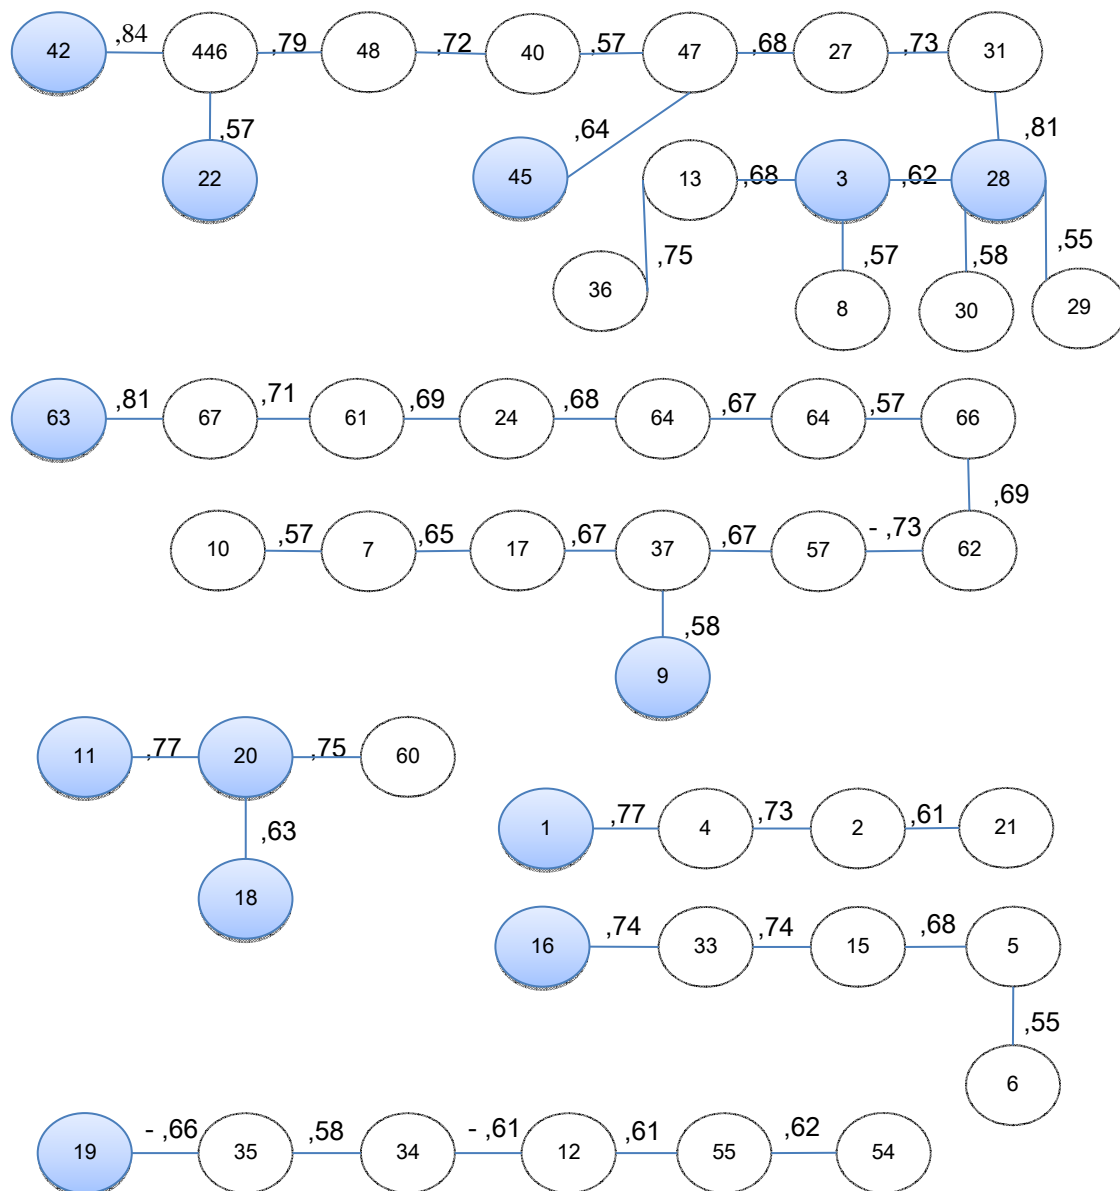 42 ,84 446 ,79 48 ,72 40 ,57 47 ,68 27 ,73 31
,57 ,64 ,81
22 45 13 ,68 3 ,62 28
,75 ,57 ,58 ,55
36 8 30 29
63 ,81 67 ,71 61 ,69 24 ,68 64 ,67 64 ,57 66
,69
10 ,57 7 ,65 17 ,67 37 ,67 57 - ,73 62
,58
9
11 ,77 20 ,75 60
,63
18
1 ,77 4 ,73 2 ,61 21
16 ,74 33 ,74 15 ,68 5
,55
6
19 - ,66 35 ,58 34 - ,61 12 ,61 55 ,62 54